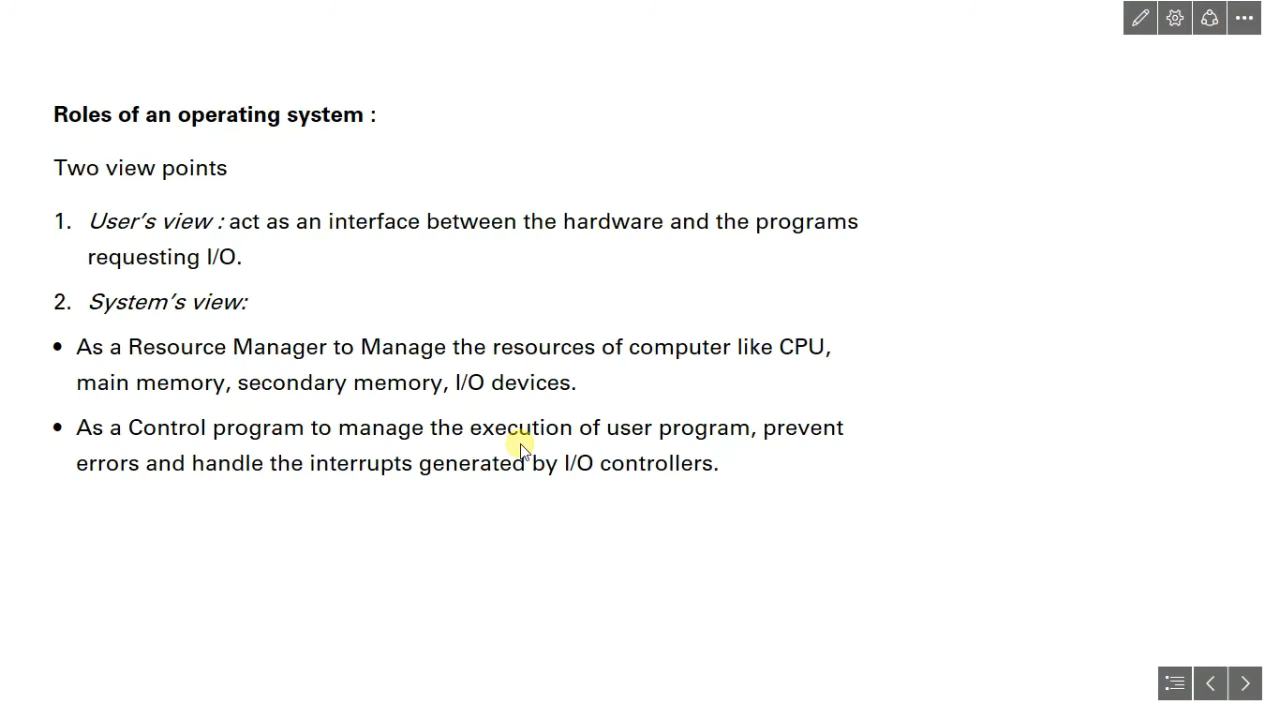 Roles of an operating system :
Two view points
1. User's view : act as an interface between the hardware and the programs
requesting I/O.
2. System's view:
• As a Resource Manager to Manage the resources of computer like CPU,
main memory, secondary memory, I/O devices.
• As a Control program to manage the execution of user program, prevent
errors and handle the interrupts generated by I/O controllers.